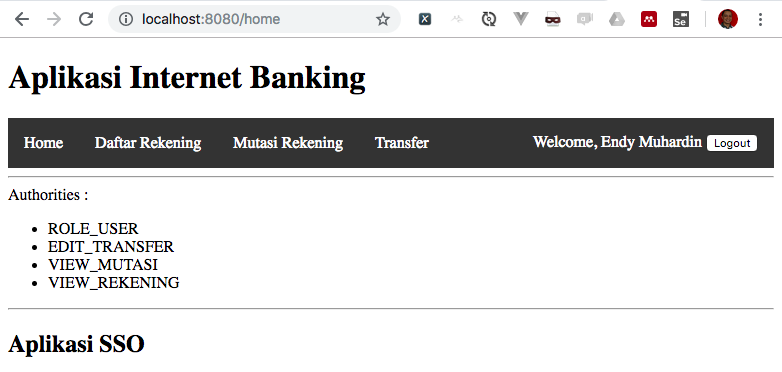 localhost:8080/home
Se
Aplikasi Internet Banking
Home Daftar Rekening Mutasi Rekening Transfer Welcome, Endy Muhardin Logout
Authorities :
ROLE_USER
EDIT_TRANSFER
VIEW_MUTASI
VIEW_REKENING
Aplikasi SSO